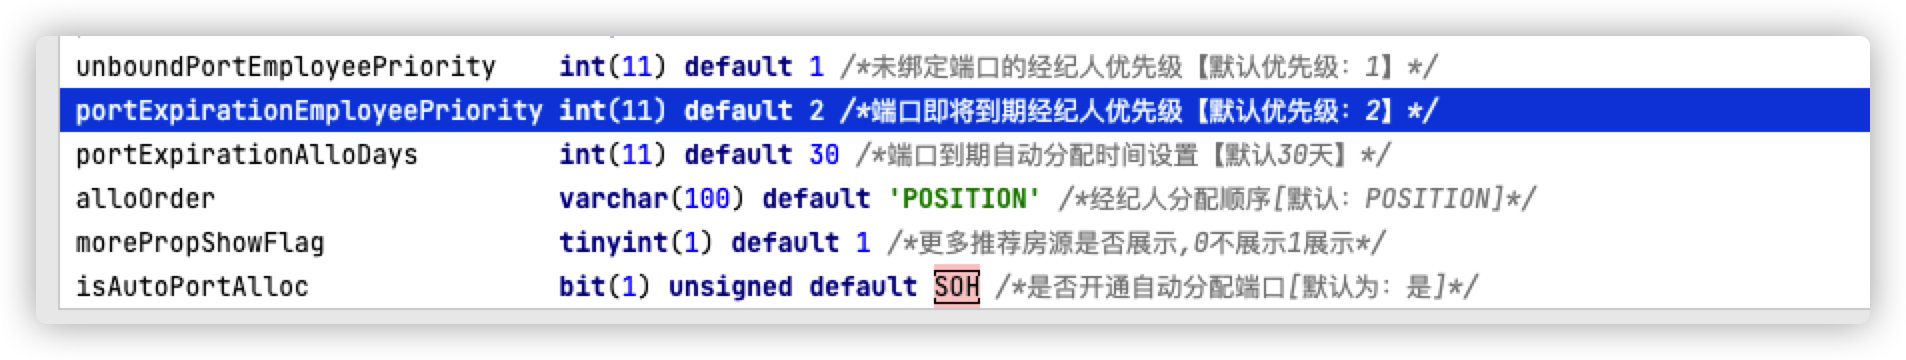 unboundPortEmployeePriority int(11) default 1 /*未绑定端口的经纪人优先级【默认优先级：1】*/
portExpirationEmployeePriority int(11) default 2 /*端口即将到期经纪人优先级【默认优先级：2】*/
portExpirationAlloDays int(11) default 30 /*端口到期自动分配时间设置【默认30天】*/
alloOrder varchar(100) default 'POSITION' /*经纪人分配顺序[默认：POSITION]*/
morePropShowFlag tinyint(1) default 1 /*更多推荐房源是否展示,0不展示1展示*/
isAutoPortAlloc bit(1) unsigned default SOH /*是否开通自动分配端口[默认为：是]*/